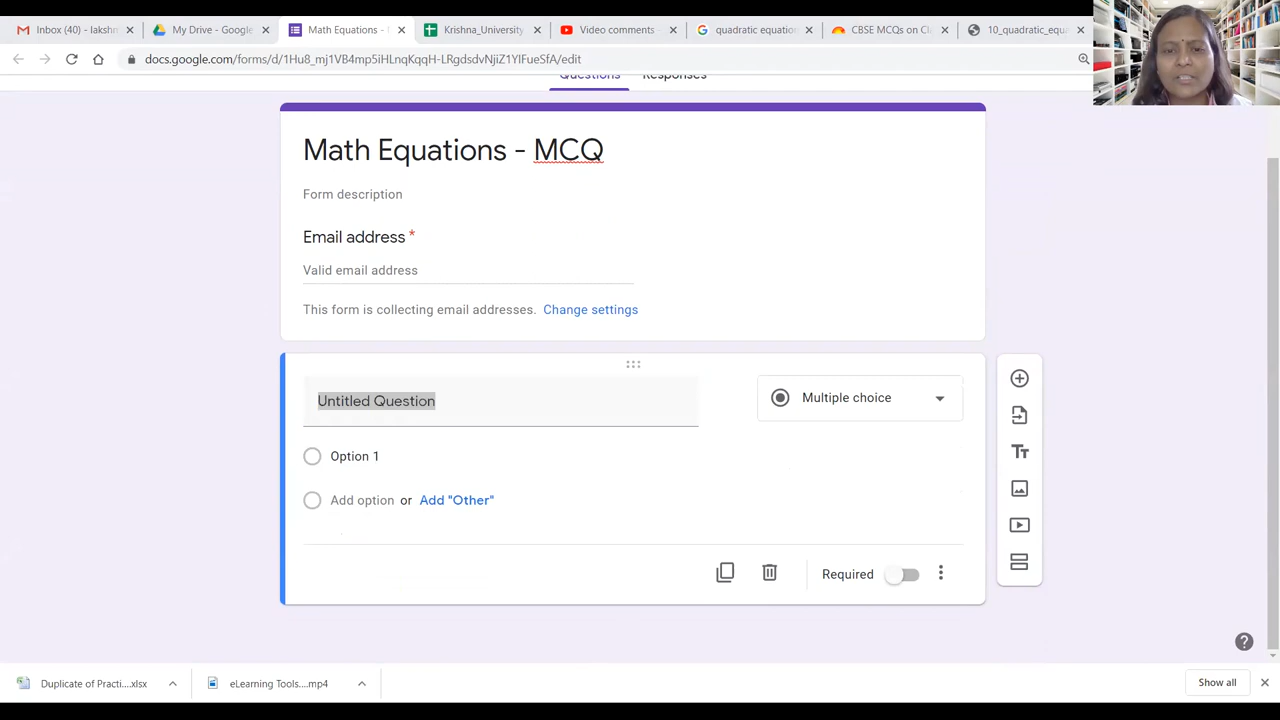 Inbox (40) - lakshm
My Drive - Google
Math Equations -
Krishna_University
Video comments -
quadratic equation
CBSE MCQs on Cl
10_quadratic_equ
docs.google.com/forms/d/1Hu8_mj1VB4mp5iHLnqKgqH-LRgdsdvNjiZ1YIFueSfA/edit
Questions Responses
Math Equations - MCQ
Form description
Email address *
Valid email address
This form is collecting email addresses. Change settings
Untitled Question
Multiple choice
Option 1
Add option or Add "Other"
Required
Duplicate of Practi....xlsx
eLearning Tools....mp4
Show all